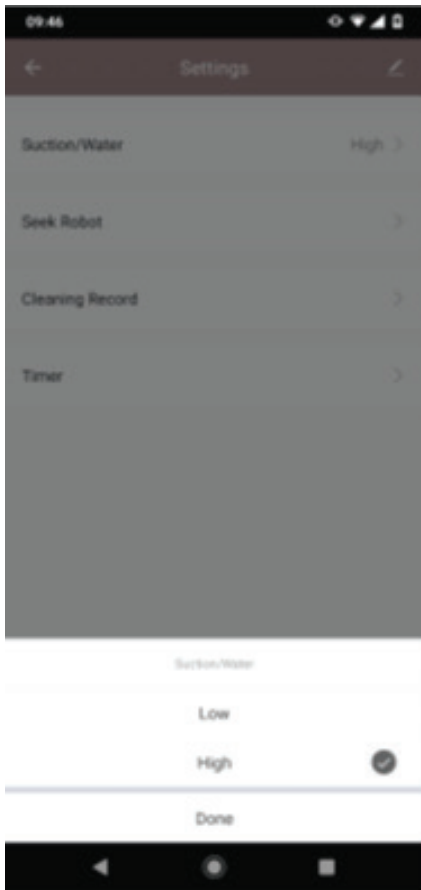 09:46
Settings
Suction/Water High
Seek Robot
Cleaning Record
Timer
Suction/Water
Low
High
Done